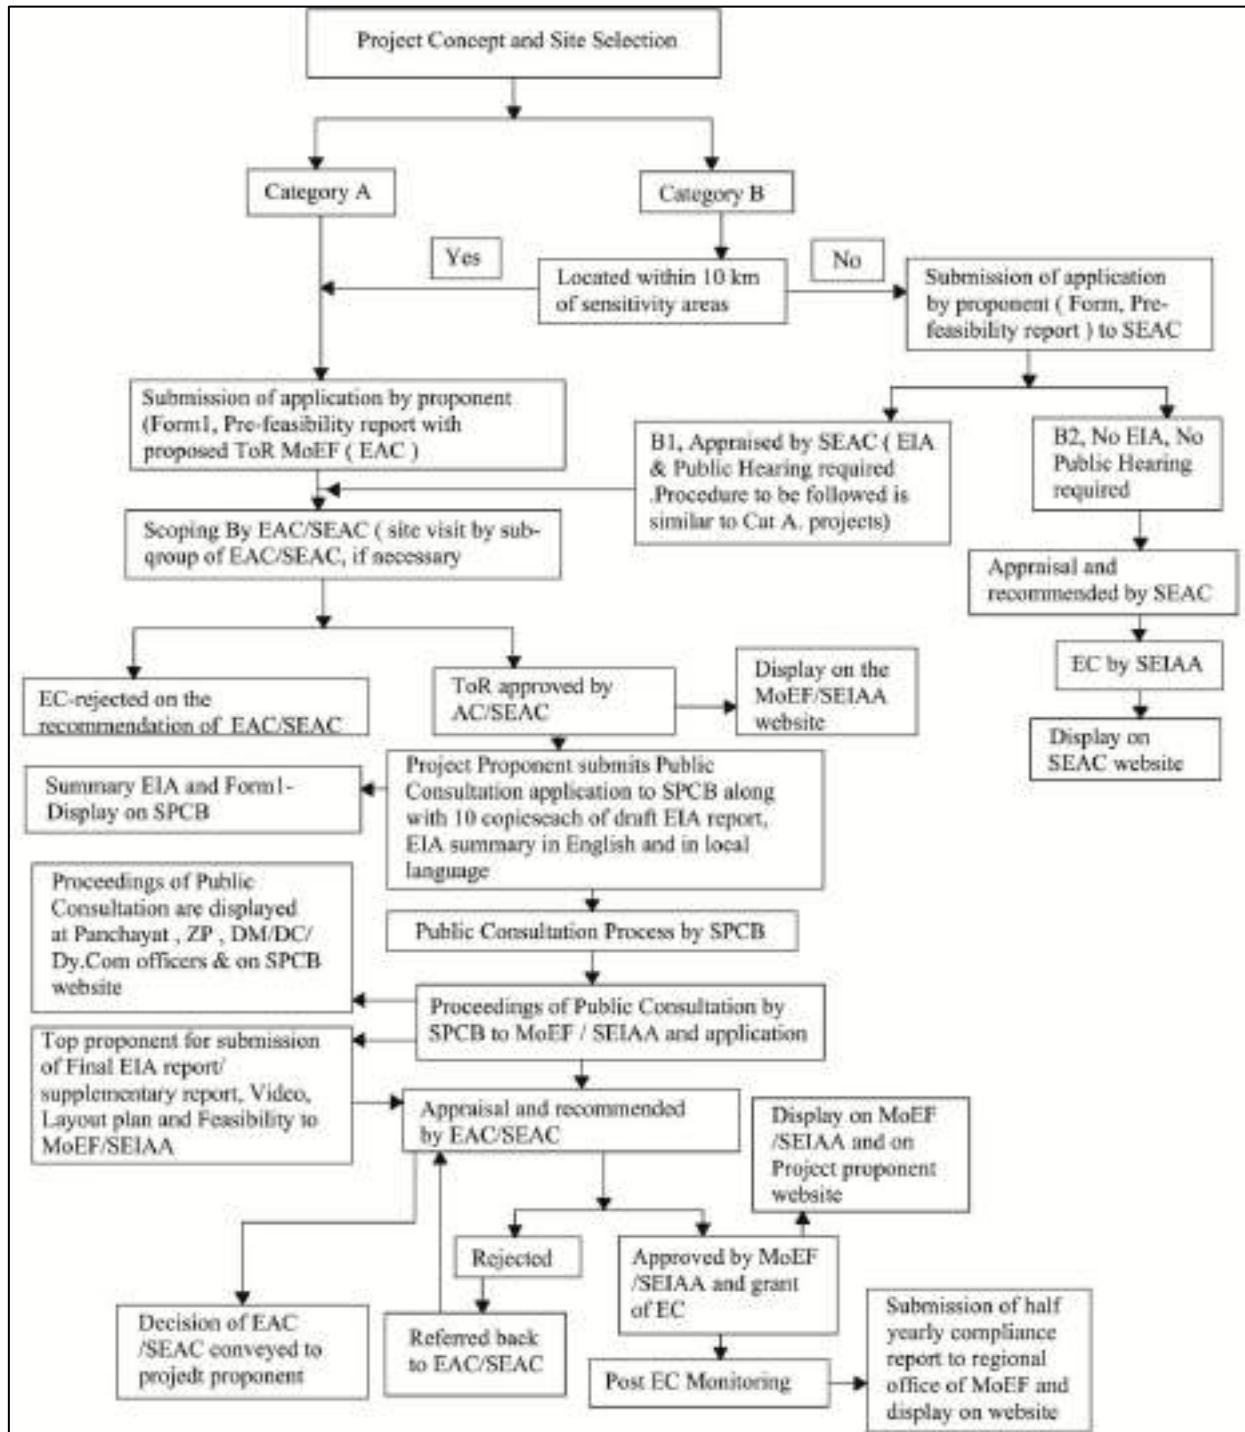 Project Concept and Site Selection
Category A
Category B
Yes
Located within 10 km
of sensitivity areas
No
Submission of application
by proponent ( Form, Pre-
feasibility report ) to SEAC
Submission of application by proponent
(Form1, Pre-feasibility report with
proposed ToR MoEF ( EAC )
B1, Appraised by SEAC ( EIA
& Public Hearing required
.Procedure to be followed is
similar to Cat A. projects)
B2, No EIA, No
Public Hearing
required
Scoping By EAC/SEAC ( site visit by sub-
qroup of EAC/SEAC, if necessary
Appraisal and
recommended by SEAC
EC by SEIAA
Display on
SEAC website
EC-rejected on the
recommendation of EAC/SEAC
ToR approved by
AC/SEAC
Display on the
MoEF/SEIAA
website
Summary EIA and Form1-
Display on SPCB
Project Proponent submits Public
Consultation application to SPCB along
with 10 copieseach of draft EIA report,
EIA summary in English and in local
language
Proceedings of Public
Consultation are displayed
at Panchayat , ZP , DM/DC/
Dy.Com officers & on SPCB
website
Public Consultation Process by SPCB
Proceedings of Public Consultation by
SPCB to MoEF / SEIAA and application
Top proponent for submission
of Final EIA report/
supplementary report, Video,
Layout plan and Feasibility to
MoEF/SEIAA
Appraisal and recommended
by EAC/SEAC
Display on MoEF
/SEIAA and on
Project proponent
website
Rejected
Approved by MoEF
/SEIAA and grant
of EC
Decision of EAC
/SEAC conveyed to
projedt proponent
Referred back
to EAC/SEAC
Post EC Monitoring
Submission of half
yearly compliance
report to regional
office of MoEF and
display on website